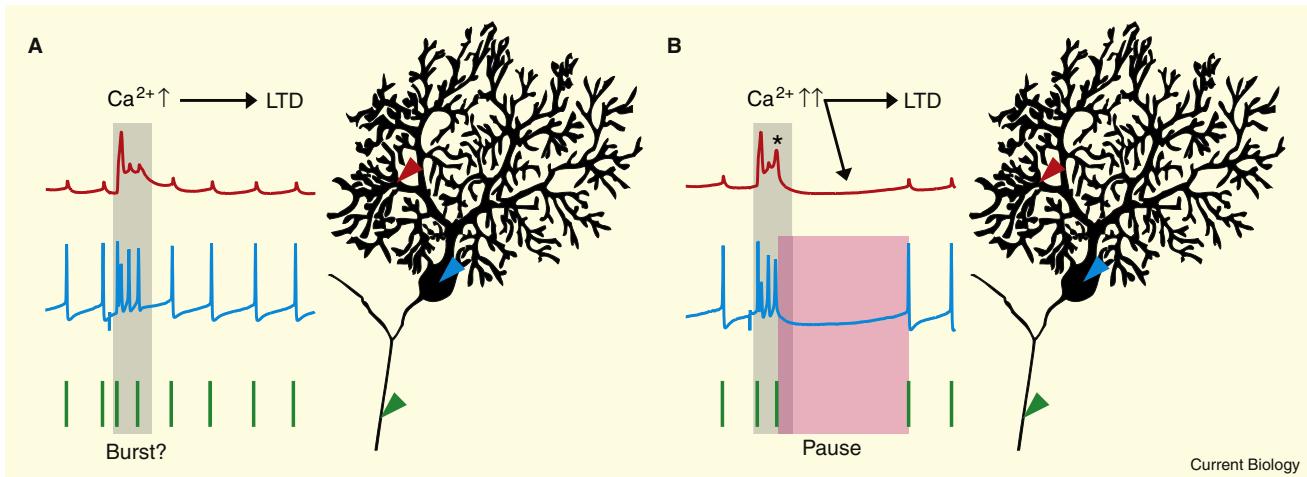 A
Ca²⁺ ↑ → LTD
Burst?
B
Ca²⁺ ↑↑ → LTD
*
Pause
Current Biology